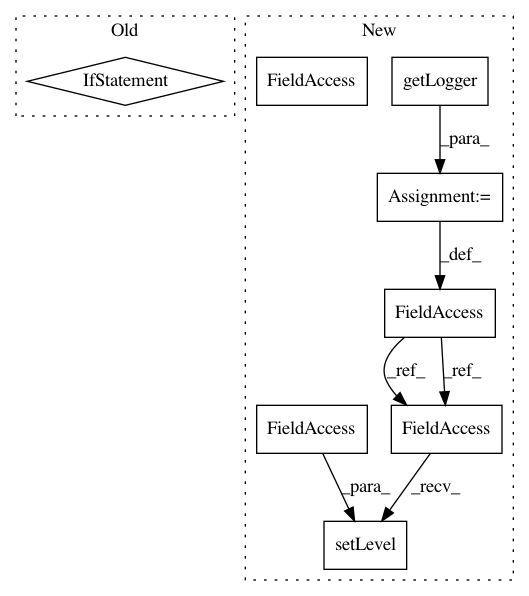 Old
New
IfStatement
FieldAccess
getLogger
_para_
Assignment:=
_def_
FieldAccess
_ref_
_ref_
FieldAccess
FieldAccess
_para_
_recv_
setLevel